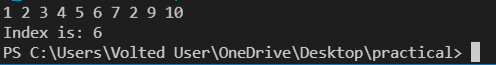 1 2 3 4 5 6 7 2 9 10
Index is: 6
PS C:\Users\Volted User\OneDrive\Desktop\practical>